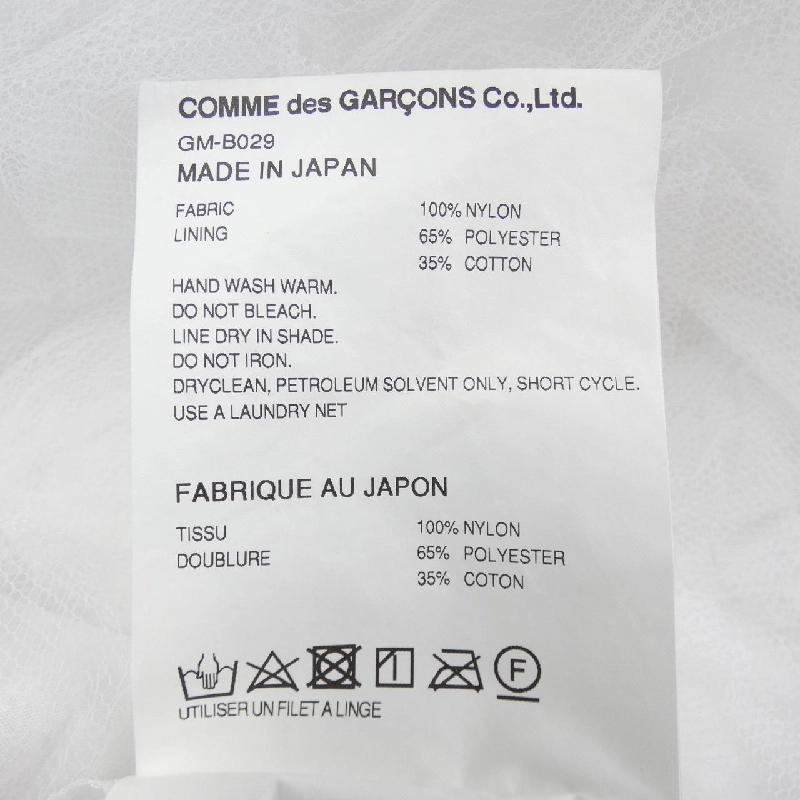 COMME des GARÇONS Co.,Ltd.
GM-B029
MADE IN JAPAN
FABRIC 100% NYLON
LINING 65% POLYESTER
35% COTTON
HAND WASH WARM.
DO NOT BLEACH.
LINE DRY IN SHADE.
DO NOT IRON.
DRYCLEAN, PETROLEUM SOLVENT ONLY, SHORT CYCLE.
USE A LAUNDRY NET
FABRIQUE AU JAPON
TISSU 100% NYLON
DOUBLURE 65% POLYESTER
35% COTON
F
UTILISER UN FILET A LINGE